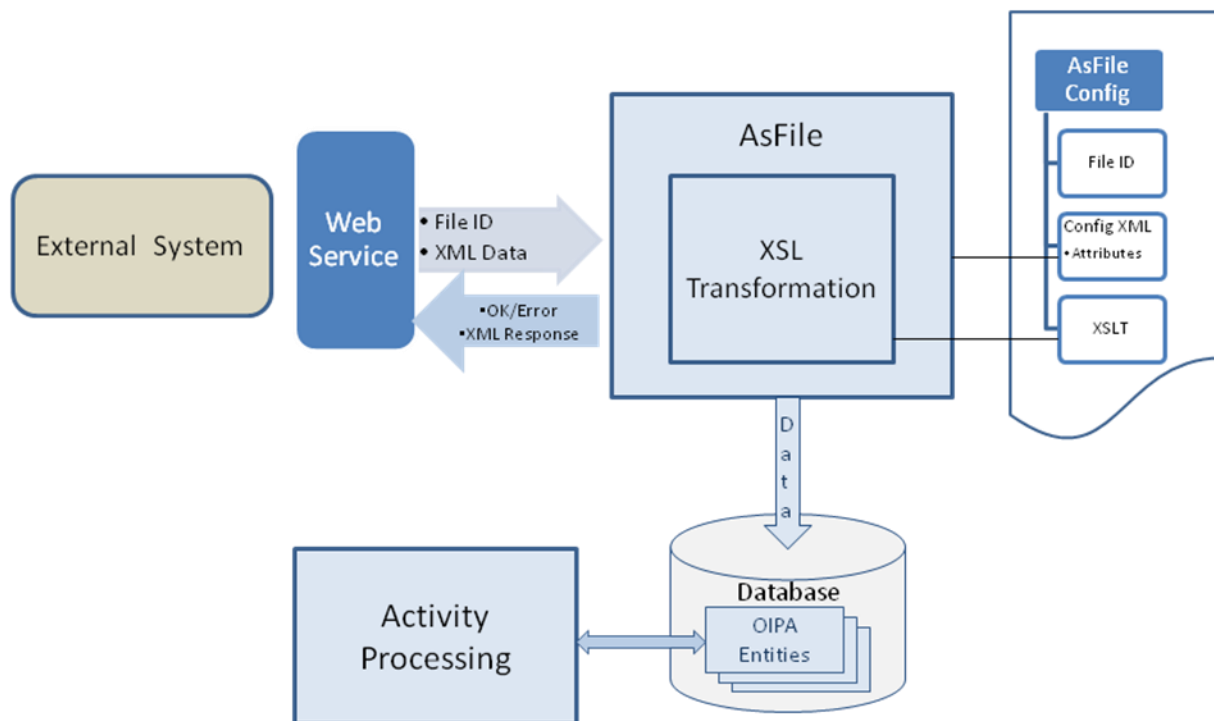 AsFile
Config
File ID
Config XML
•Attributes
XSLT
AsFile
XSL
Transformation
External System
Web
Service
• File ID
• XML Data
▪OK/Error
▪XML Response
D
a
t
a
Database
OIPA
Entities
Activity
Processing